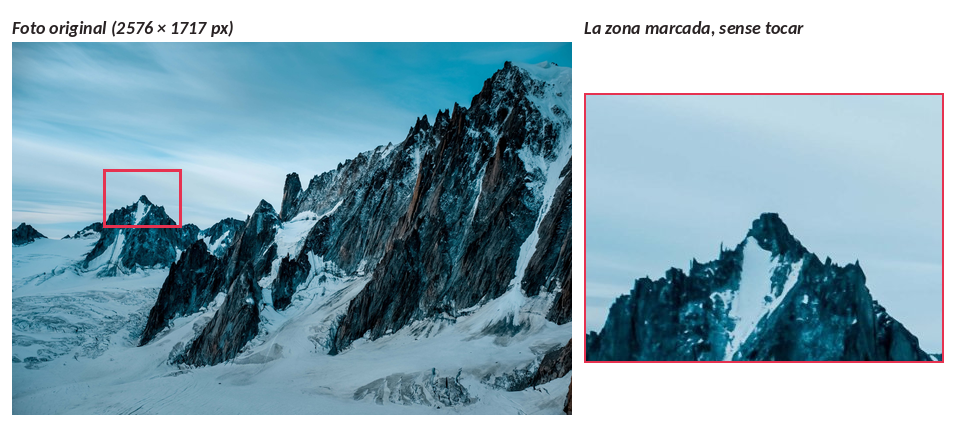 Foto original (2576 × 1717 px)
La zona marcada, sense tocar